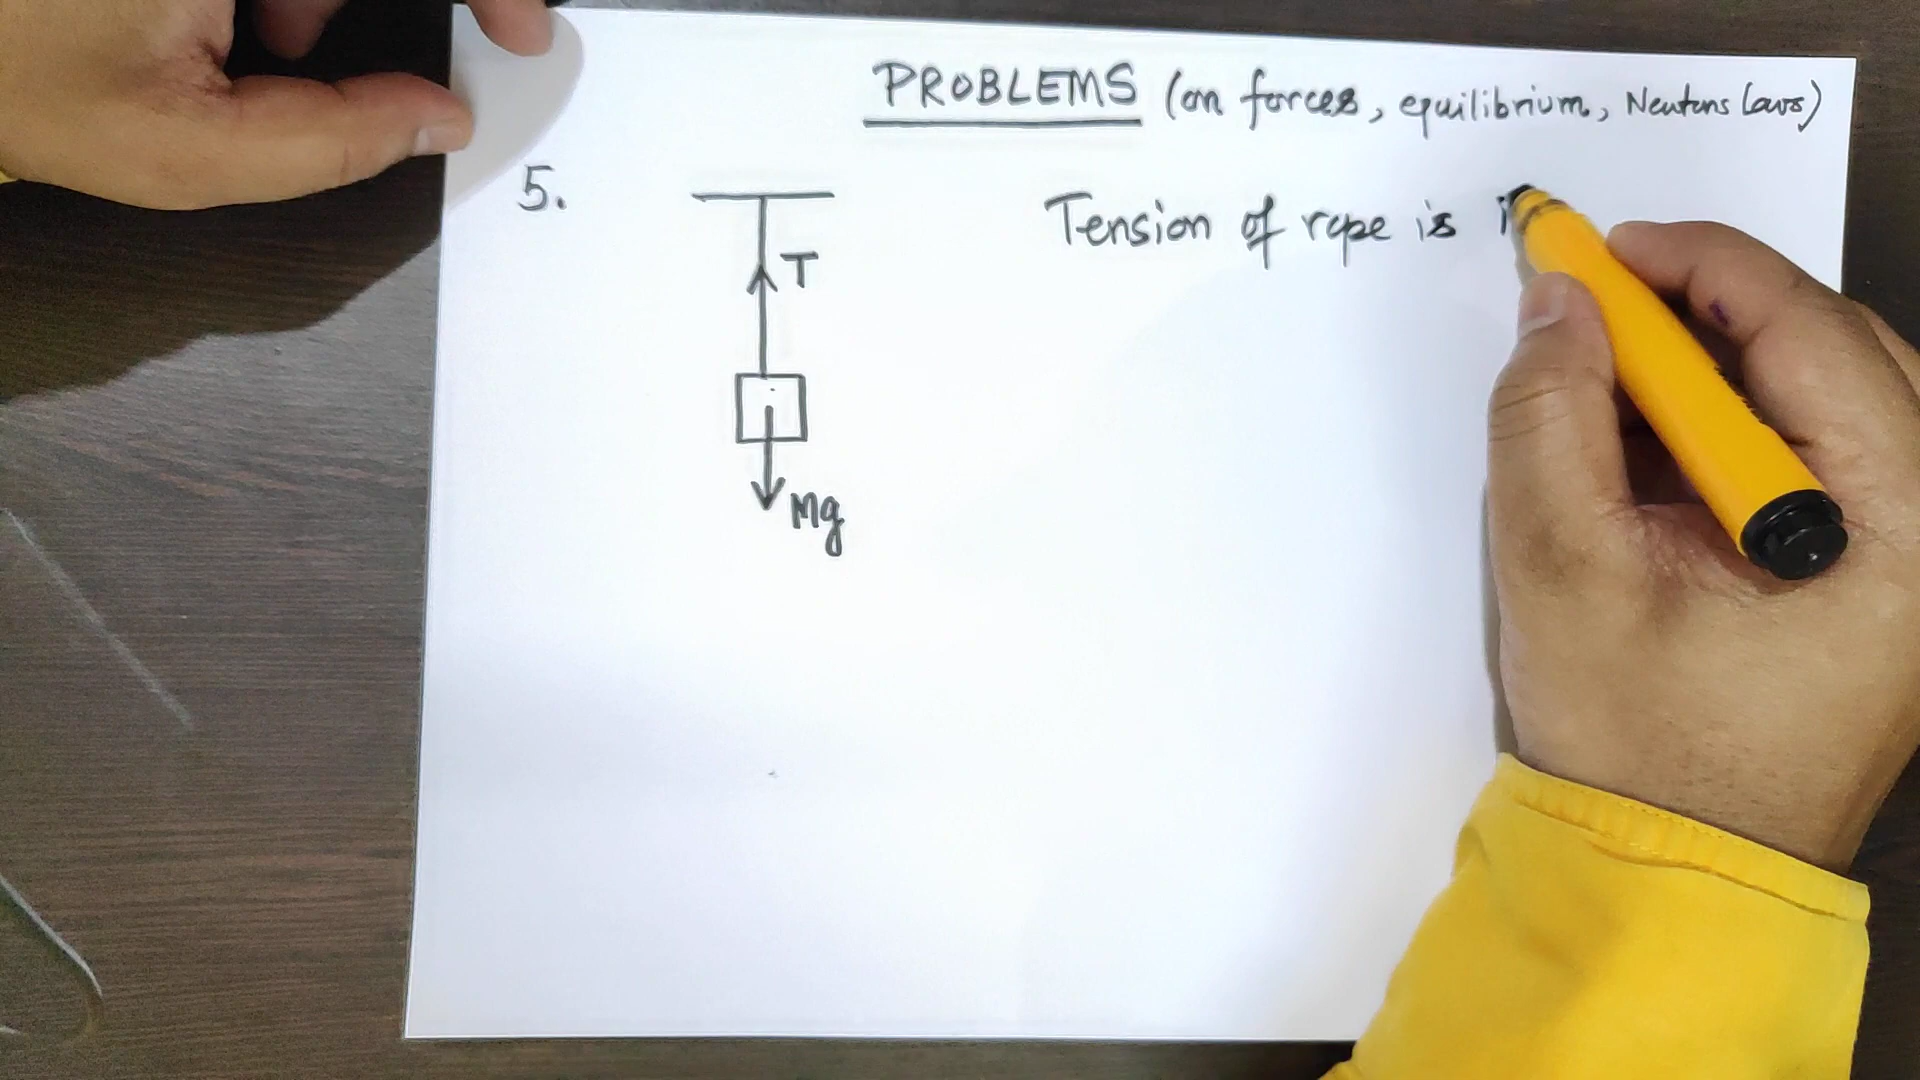 PROBLEMS (on forces, equilibrium, Newtons Laws)
5.
Tension of rope is
T
Mg